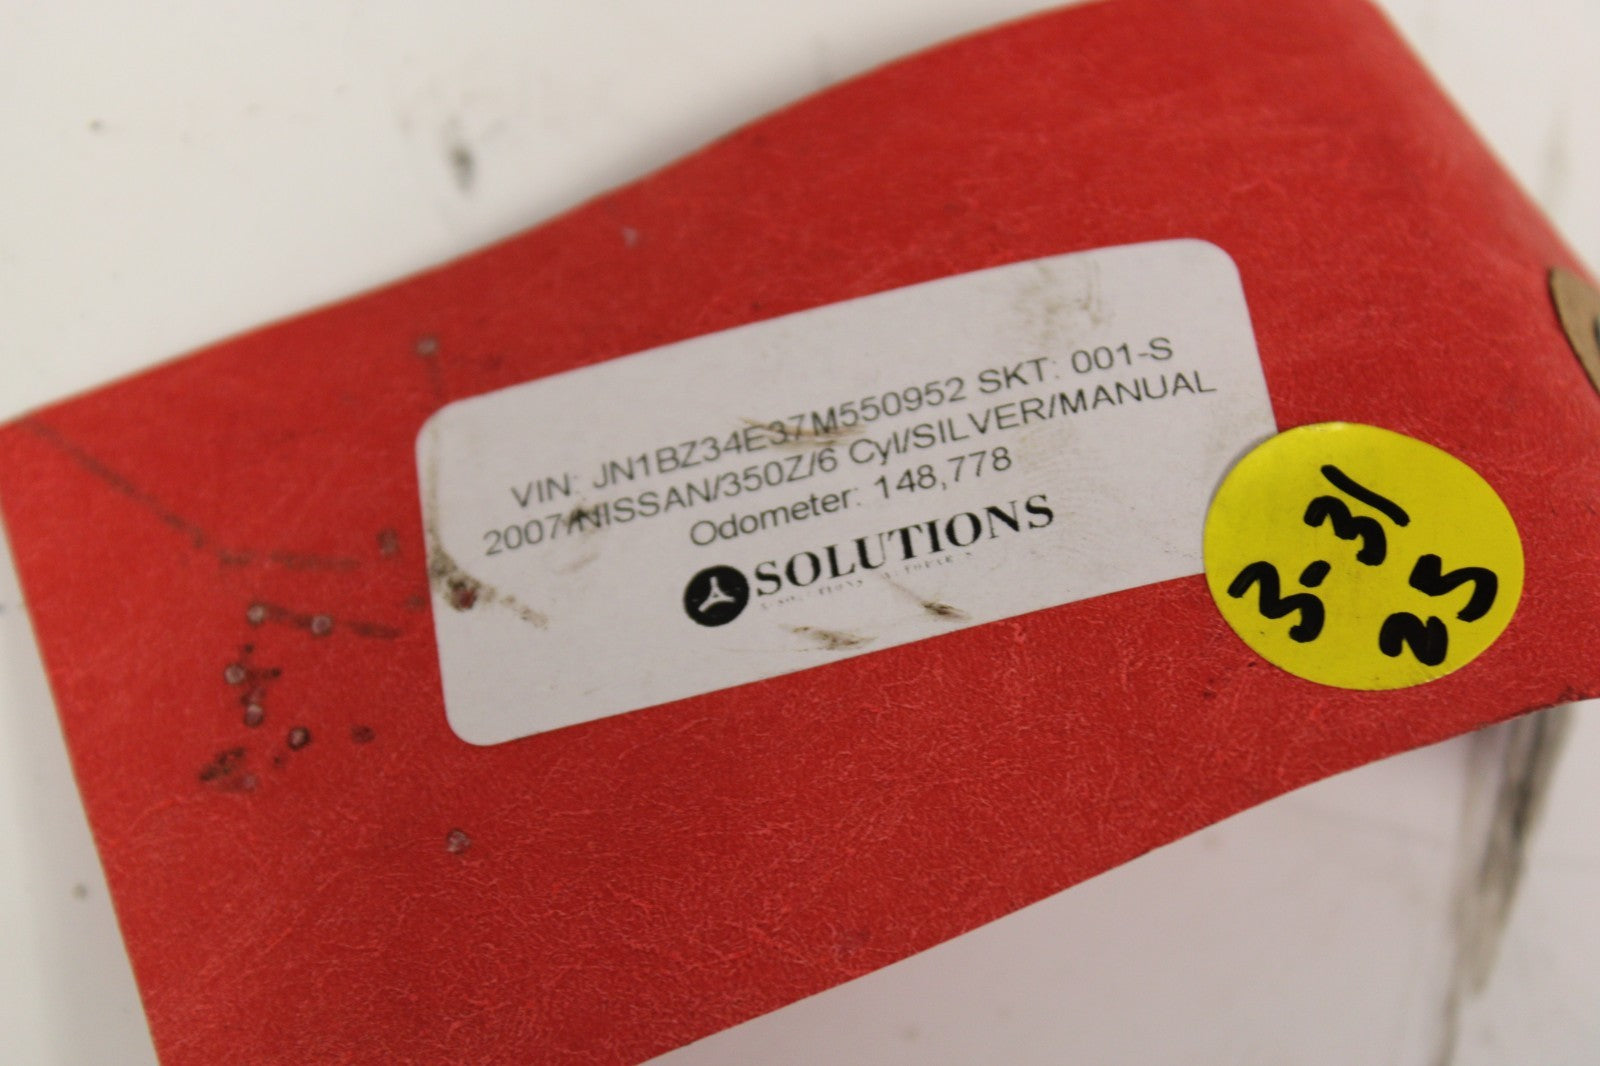 VIN: JN1BZ34E37M550952 SKT: 001-S
2007/NISSAN/350Z/6 Cyl/SILVER/MANUAL
Odometer: 148,778
SOLUTIONS
3.31
25